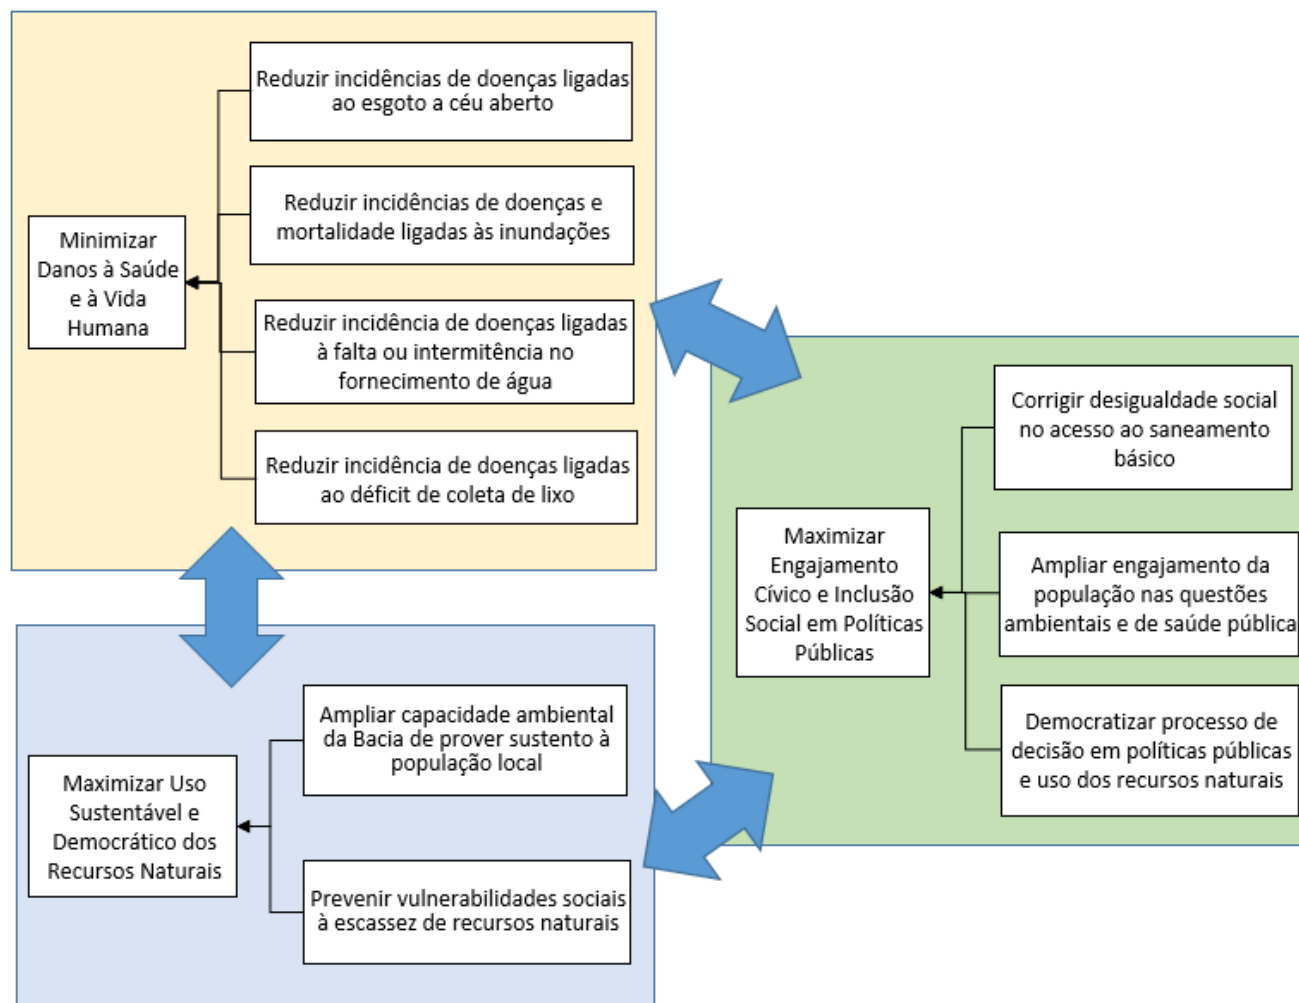 Reduzir incidências de doenças ligadas
ao esgoto a céu aberto
Reduzir incidências de doenças e
mortalidade ligadas às inundações
Minimizar
Danos à Saúde
e à Vida
Humana
Reduzir incidência de doenças ligadas
à falta ou intermitência no
fornecimento de água
Reduzir incidência de doenças ligadas
ao déficit de coleta de lixo
Corrigir desigualdade social
no acesso ao saneamento
básico
Maximizar
Engajamento
Cívico e Inclusão
Social em Políticas
Públicas
Ampliar engajamento da
população nas questões
ambientais e de saúde pública
Democratizar processo de
decisão em políticas públicas
e uso dos recursos naturais
Ampliar capacidade ambiental
da Bacia de prover sustento à
população local
Maximizar Uso
Sustentável e
Democrático dos
Recursos Naturais
Prevenir vulnerabilidades sociais
à escassez de recursos naturais